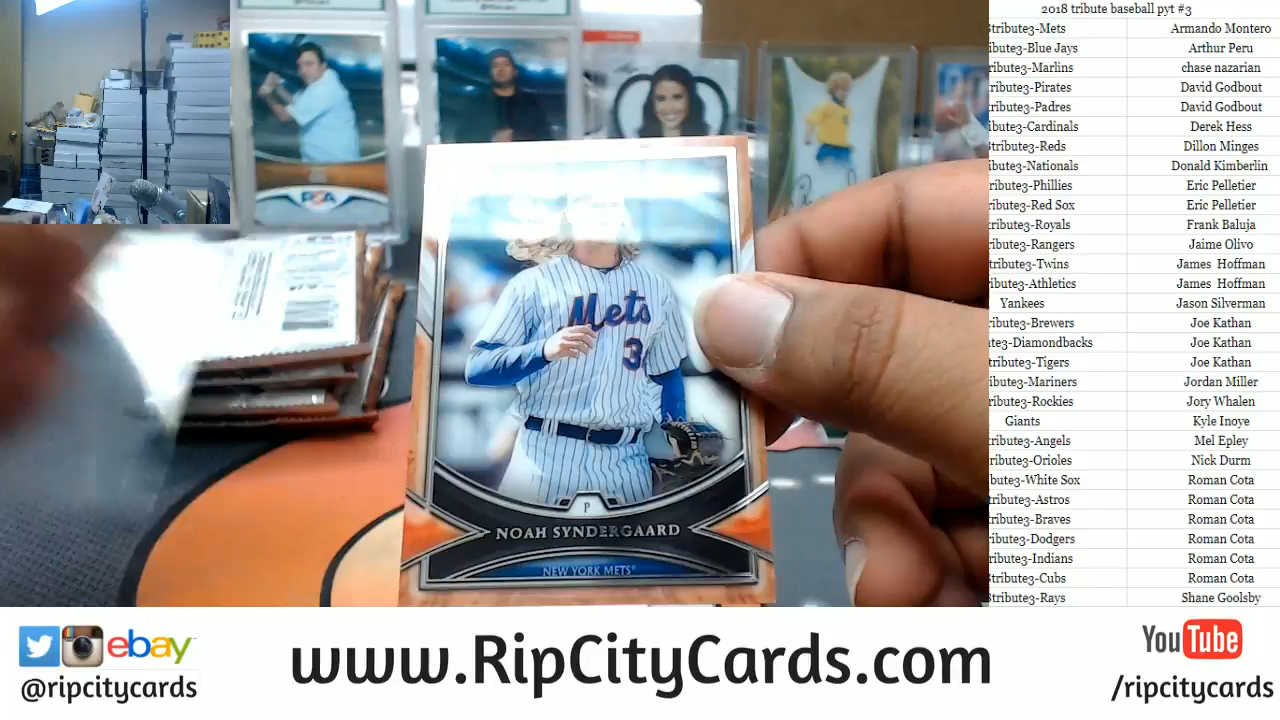 2018 tribute baseball pyt #3
tribute3-Mets Armando Montero
ibute3-Blue Jays Arthur Peru
ibute3-Marlins chase nazarian
tribute3-Pirates David Godbout
tribute3-Padres David Godbout
ibute3-Cardinals Derek Hess
tribute3-Reds Dillon Minges
ibute3-Nationals Donald Kimberlin
ribute3-Phillies Eric Pelletier
ribute3-Red Sox Eric Pelletier
ribute3-Royals Frank Baluja
ribute3-Rangers Jaime Olivo
tribute3-Twins James Hoffman
tribute3-Athletics James Hoffman
Yankees Jason Silverman
ibute3-Brewers Joe Kathan
ute3-Diamondbacks Joe Kathan
tribute3-Tigers Joe Kathan
ibute3-Mariners Jordan Miller
ribute3-Rockies Jory Whalen
Giants Kyle Inoye
tribute3-Angels Mel Epley
tribute3-Orioles Nick Durm
ibute3-White Sox Roman Cota
tribute3-Astros Roman Cota
ribute3-Braves Roman Cota
ribute3-Dodgers Roman Cota
ribute3-Indians Roman Cota
tribute3-Cubs Roman Cota
tribute3-Rays Shane Goolsby
PSA
Mets
3
P
NOAH SYNDERGAARD
NEW YORK METS
ebay
@ripcitycards
www.RipCityCards.com
YouTube
/ripcitycards